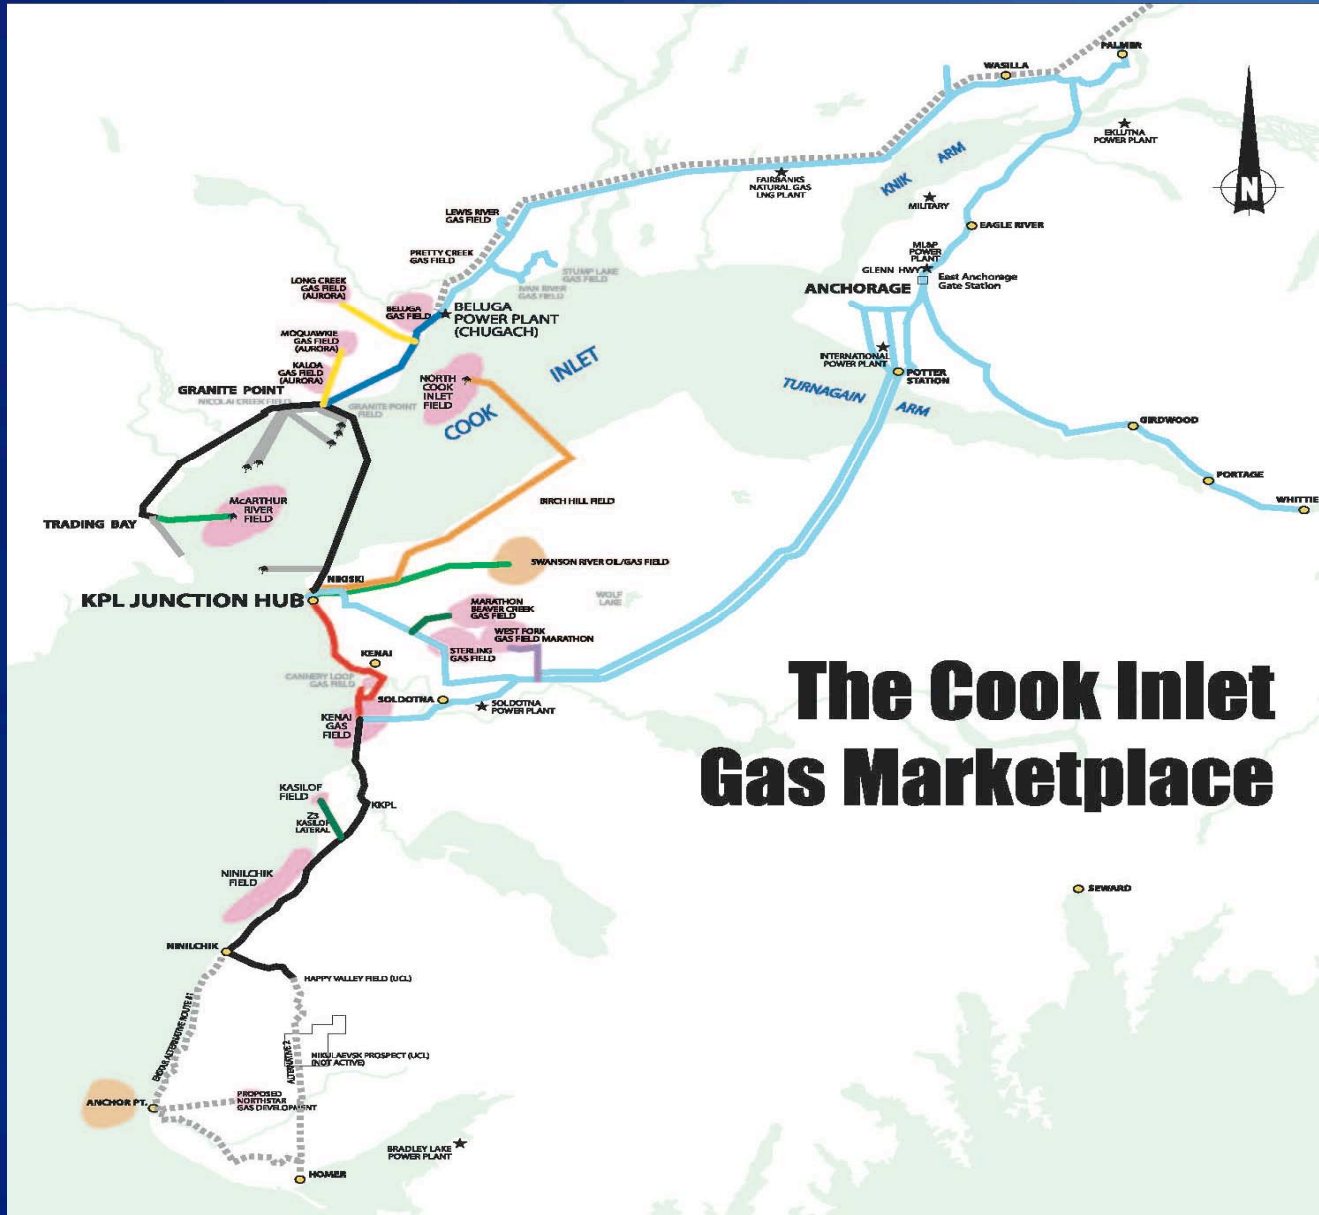 PALMER
WASILLA
EKLUTNA
POWER PLANT
KNIK
ARM
FAIRBANKS
NATURAL GAS
LNG PLANT
MILITARY
N
LEWIS RIVER
GAS FIELD
EAGLE RIVER
PRETTY CREEK
GAS FIELD
ML&P
POWER
PLANT
GLENN HWY
East Anchorage
Gate Station
STUMP LAKE
GAS FIELD
IVAN RIVER
GAS FIELD
ANCHORAGE
LONG CREEK
GAS FIELD
(AURORA)
BELUGA
GAS FIELD
BELUGA
POWER PLANT
(CHUGACH)
MOQUAWKIE
GAS FIELD
(AURORA)
KALOA
GAS FIELD
(AURORA)
INLET
COOK
NORTH
COOK
INLET
FIELD
INTERNATIONAL
POWER PLANT
POTTER
STATION
TURNAGAIN
ARM
GRANITE POINT
NICOLAI CREEK FIELD
GRANITE POINT
FIELD
GIRDWOOD
PORTAGE
WHITTIE
BIRCH HILL FIELD
McARTHUR
RIVER
FIELD
TRADING BAY
SWANSON RIVER OIL/GAS FIELD
NIKISKI
KPL JUNCTION HUB
WOLF
LAKE
MARATHON
BEAVER CREEK
GAS FIELD
WEST FORK
GAS FIELD MARATHON
STERLING
GAS FIELD
KENAI
CANNERY LOOP
GAS FIELD
SOLDOTNA
SOLDOTNA
POWER PLANT
KENAI
GAS
FIELD
The Cook Inlet
Gas Marketplace
KASILOF
FIELD
KKPL
Z3
KASILOF
LATERAL
NINILCHIK
FIELD
SEWARD
NINILCHIK
HAPPY VALLEY FIELD (UCL)
ENSTAR ALTERNATIVE ROUTE #1
ALTERNATIVE 2
NIKOLAEVSK PROSPECT (UCL)
(NOT ACTIVE)
ANCHOR PT.
PROPOSED
NORTHSTAR
GAS DEVELOPMENT
BRADLEY LAKE
POWER PLANT
HOMER